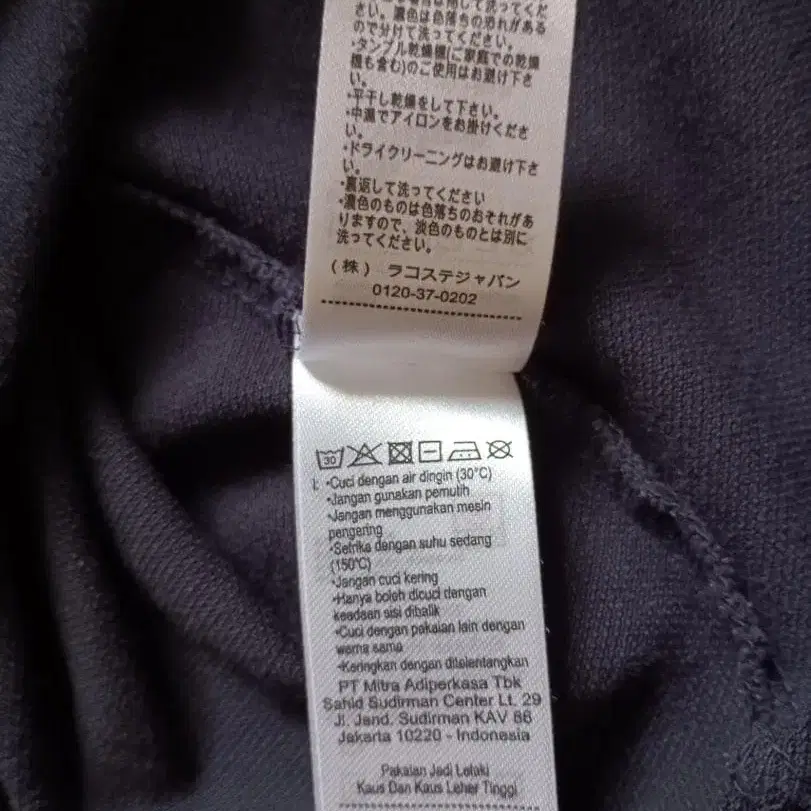 さい。濃色は色落ちの恐れがある
ので分けて洗ってください。
・タンブル乾燥機(ご家庭での乾燥
機も含む)のご使用はお避け下さ
い。
・平干し乾燥をして下さい。
・中温でアイロンをお掛けくださ
い。
・ドライクリーニングはお避け下さ
い。
・裏返して洗ってください
・濃色のものは色落ちのおそれがあ
りますので、淡色のものとは別に
洗ってください。
(株) ラコステジャパン
0120-37-0202
30
I: •Cuci dengan air dingin (30°C)
•Jangan gunakan pemutih
•Jangan menggunakan mesin
pengering
•Setrika dengan suhu sedang
(150°C)
•Jangan cuci kering
•Hanya boleh dicuci dengan
keadaan sisi dibalik
•Cuci dengan pakaian lain dengan
warna sama
•Keringkan dengan ditelentangkan
PT Mitra Adiperkasa Tbk
Sahid Sudirman Center Lt. 29
Jl. Jend. Sudirman KAV 86
Jakarta 10220 - Indonesia
Pakaian Jadi Lelaki
Kaus Dan Kaus Leher Tinggi